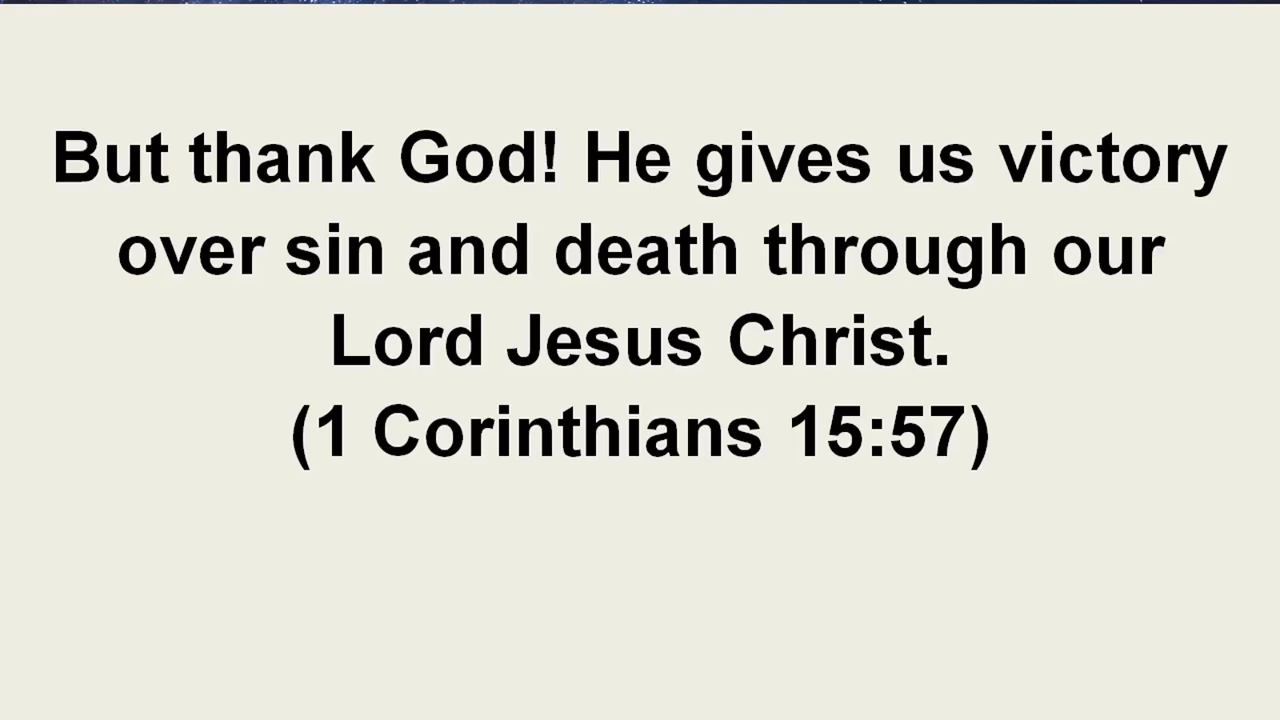 But thank God! He gives us victory
over sin and death through our
Lord Jesus Christ.
(1 Corinthians 15:57)